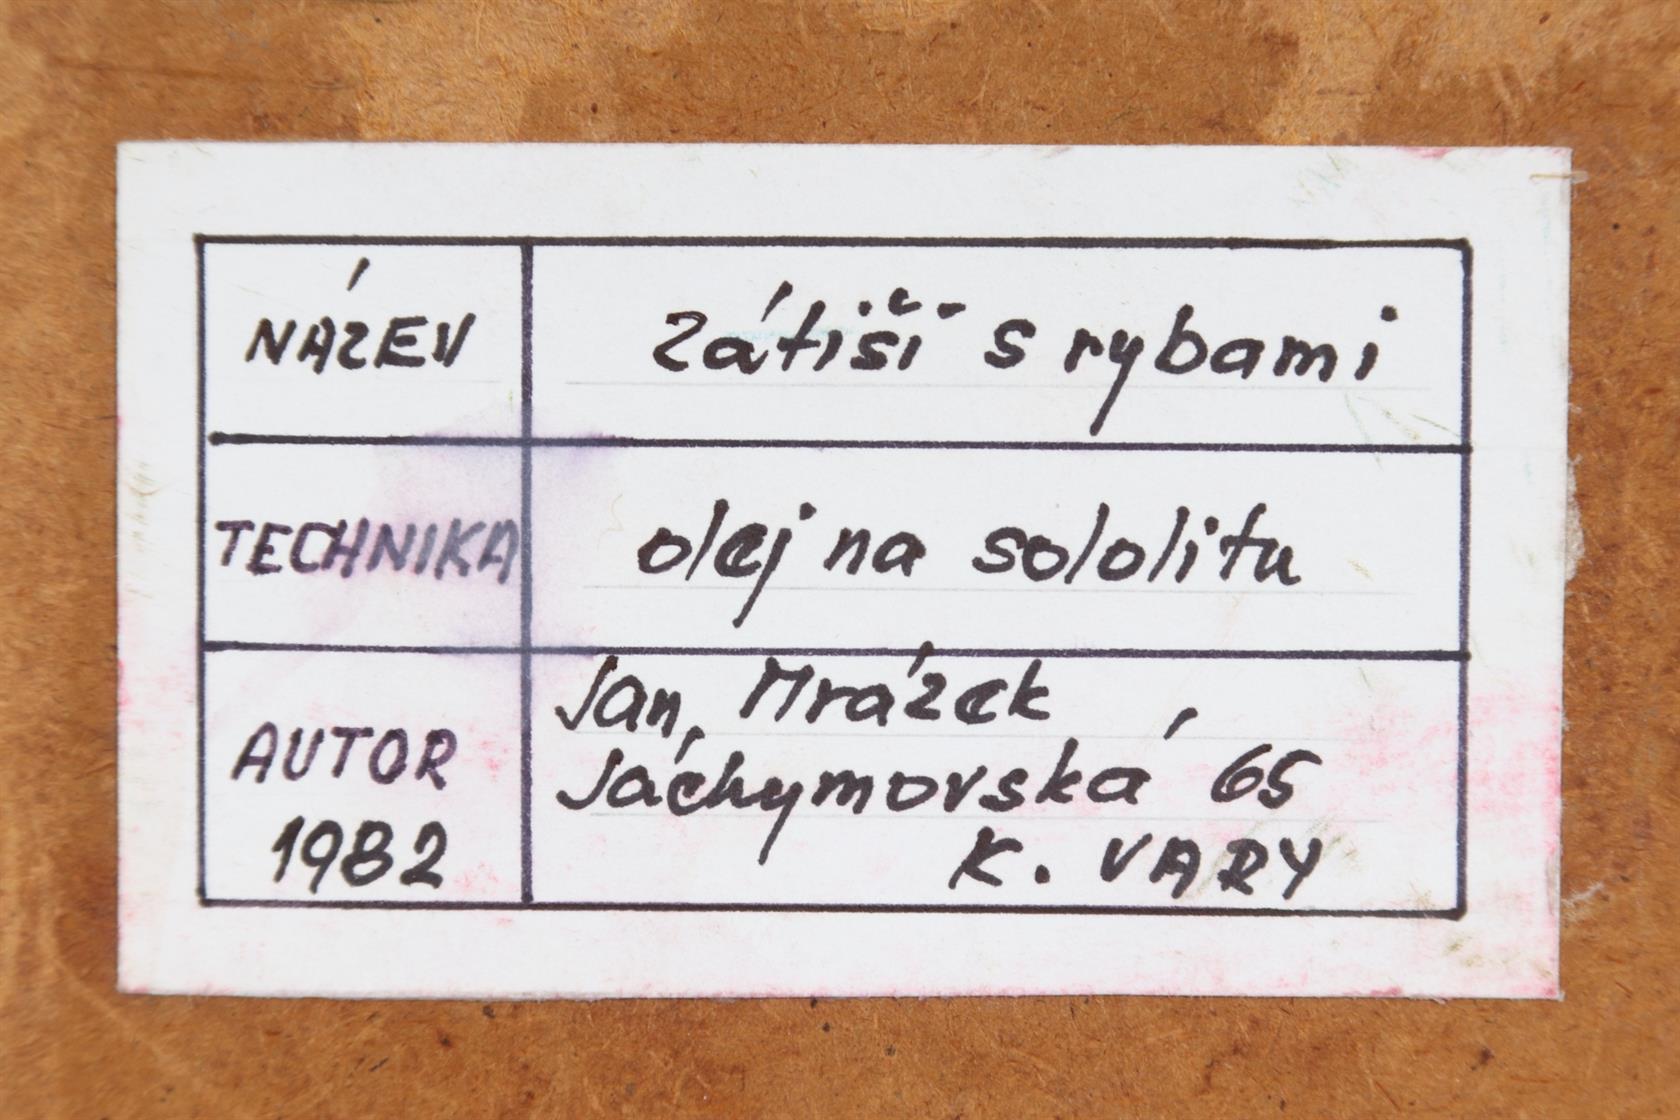 NÁZEV
Zátiší s rybami
TECHNIKA
olej na sololitu
AUTOR
1982
Jan Mrázek
Jáchymovská 65
K. VARY